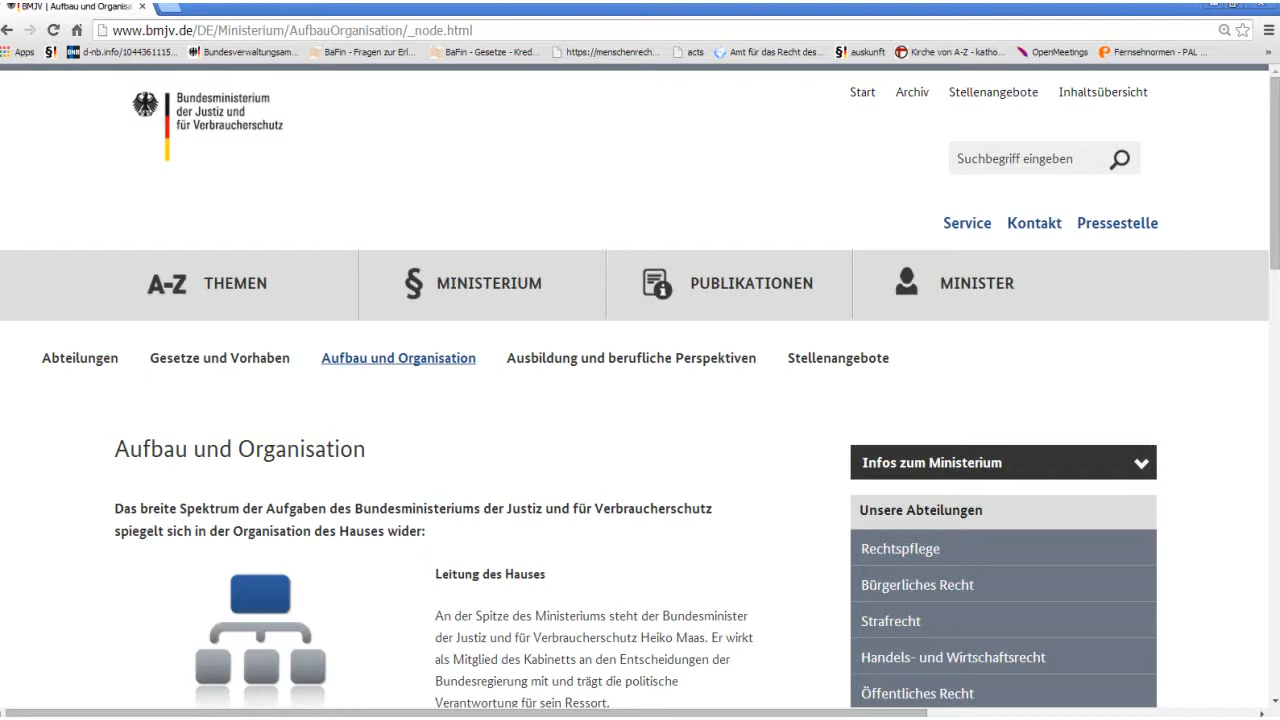 BMJV | Aufbau und Organisa
www.bmjv.de/DE/Ministerium/AufbauOrganisation/_node.html
Apps
d-nb.info/1044361115...
Bundesverwaltungsam...
BaFin - Fragen zur Erl...
BaFin - Gesetze - Kred...
https://menschenrech...
acts
Amt für das Recht des...
§! auskunft
Kirche von A-Z - katho...
OpenMeetings
Fernsehnormen - PAL ...
»
Bundesministerium
der Justiz und
für Verbraucherschutz
Start Archiv Stellenangebote Inhaltsübersicht
Suchbegriff eingeben
Service Kontakt Pressestelle
A-Z THEMEN
§ MINISTERIUM
PUBLIKATIONEN
MINISTER
Abteilungen Gesetze und Vorhaben Aufbau und Organisation Ausbildung und berufliche Perspektiven Stellenangebote
Aufbau und Organisation
Das breite Spektrum der Aufgaben des Bundesministeriums der Justiz und für Verbraucherschutz
spiegelt sich in der Organisation des Hauses wider:
Leitung des Hauses
An der Spitze des Ministeriums steht der Bundesminister
der Justiz und für Verbraucherschutz Heiko Maas. Er wirkt
als Mitglied des Kabinetts an den Entscheidungen der
Bundesregierung mit und trägt die politische
Verantwortung für sein Ressort.
Infos zum Ministerium
Unsere Abteilungen
Rechtspflege
Bürgerliches Recht
Strafrecht
Handels- und Wirtschaftsrecht
Öffentliches Recht